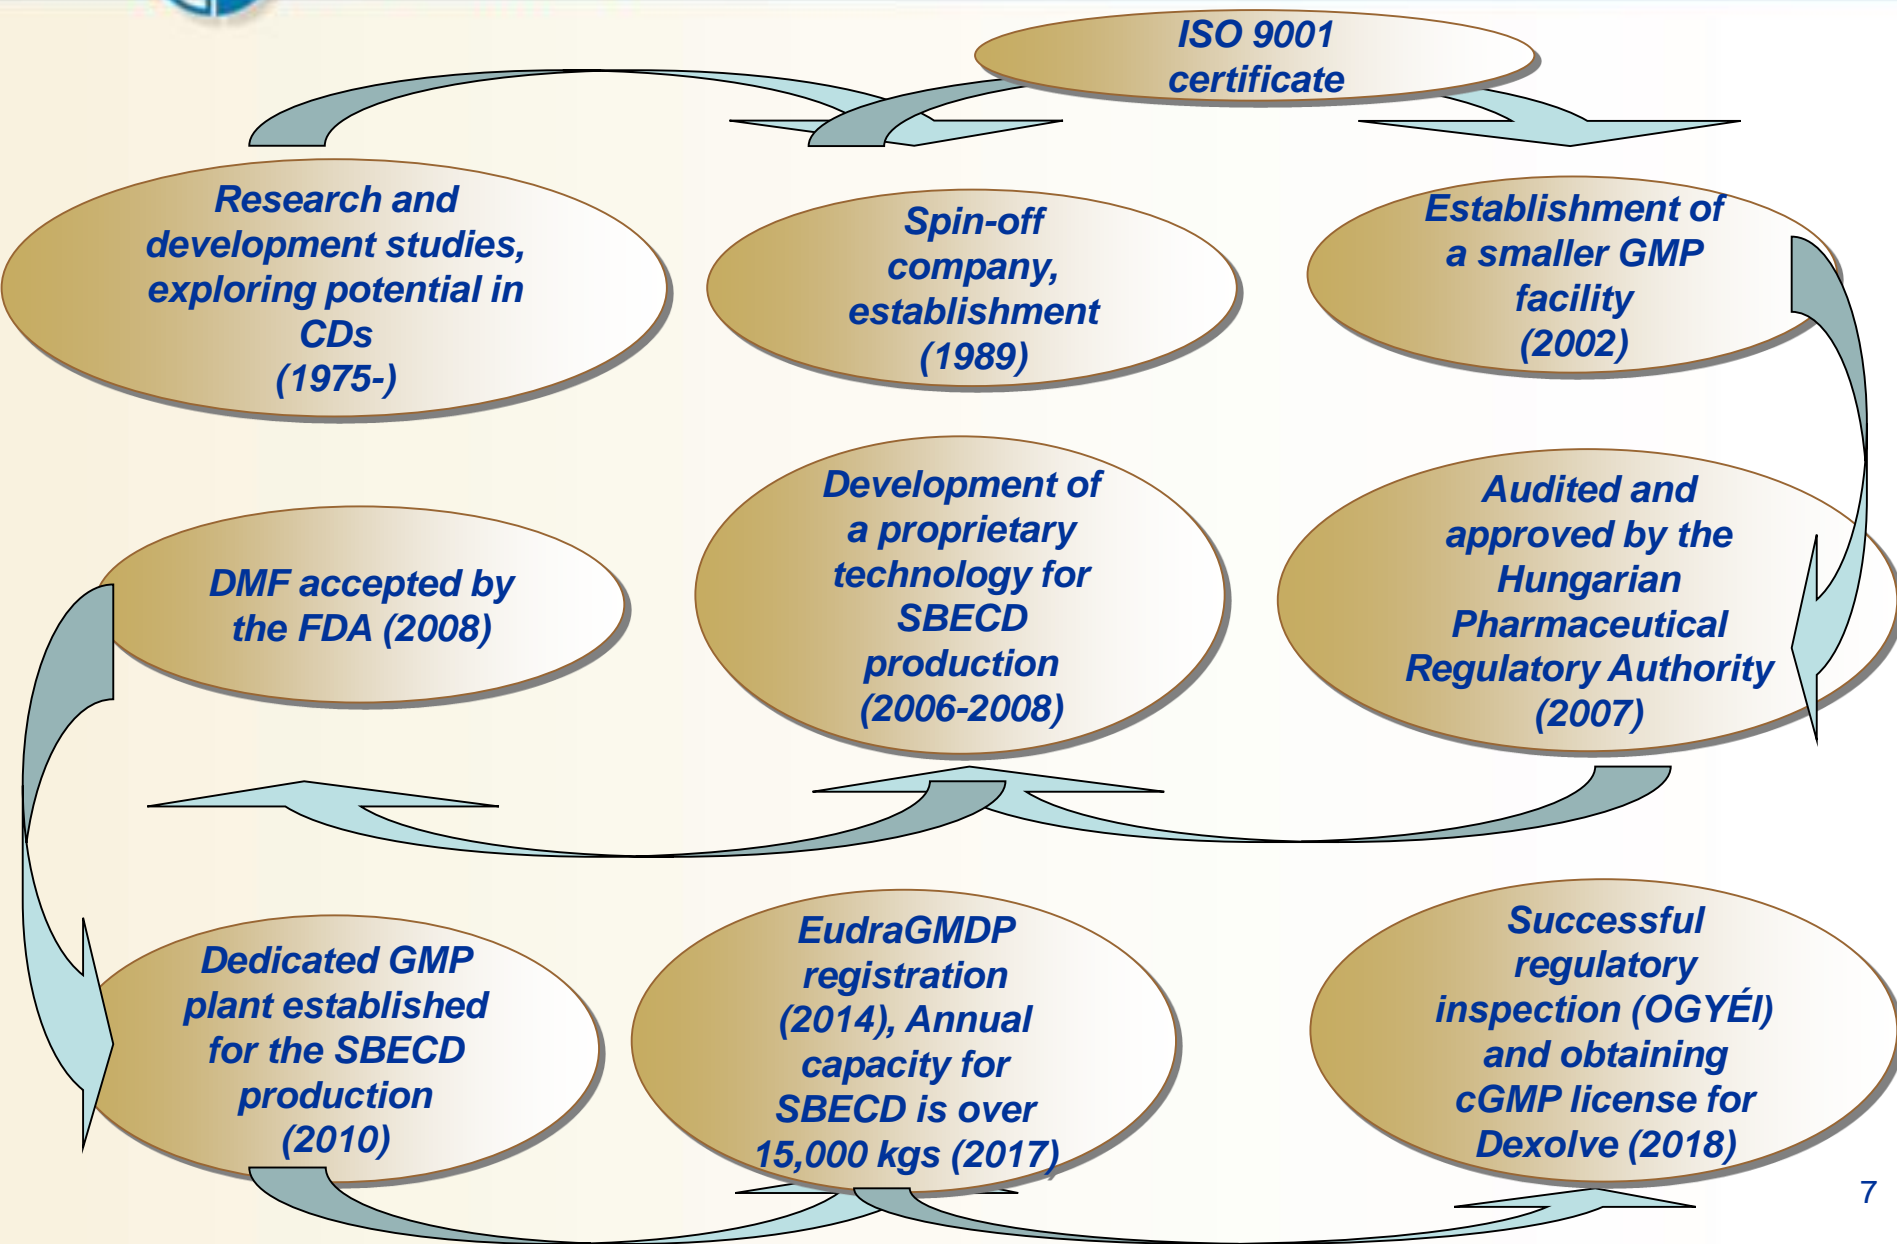 ISO 9001
certificate
Research and
development studies,
exploring potential in
CDs
(1975-)
Spin-off
company,
establishment
(1989)
Establishment of
a smaller GMP
facility
(2002)
DMF accepted by
the FDA (2008)
Development of
a proprietary
technology for
SBECD
production
(2006-2008)
Audited and
approved by the
Hungarian
Pharmaceutical
Regulatory Authority
(2007)
Dedicated GMP
plant established
for the SBECD
production
(2010)
EudraGMDP
registration
(2014), Annual
capacity for
SBECD is over
15,000 kgs (2017)
Successful
regulatory
inspection (OGYÉI)
and obtaining
cGMP license for
Dexolve (2018)
7